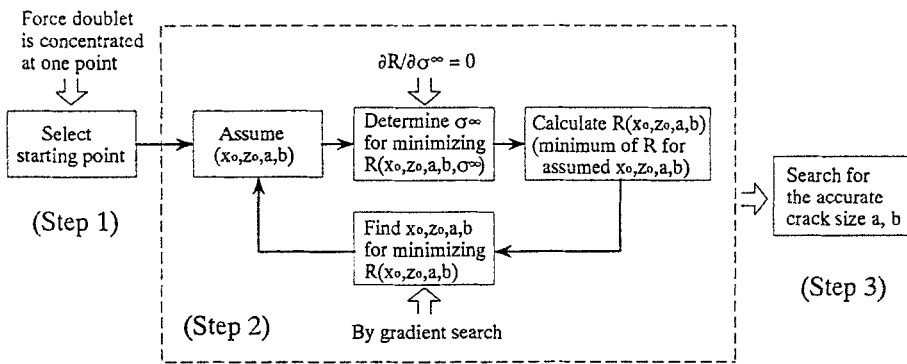 Force doublet
is concentrated
at one point
Select
starting point
(Step 1)
∂R/∂σ∞ = 0
Assume
(x₀,z₀,a,b)
Determine σ∞
for minimizing
R(x₀,z₀,a,b,σ∞)
Calculate R(x₀,z₀,a,b)
(minimum of R for
assumed x₀,z₀,a,b)
Find x₀,z₀,a,b
for minimizing
R(x₀,z₀,a,b)
(Step 2)
By gradient search
Search for
the accurate
crack size a, b
(Step 3)